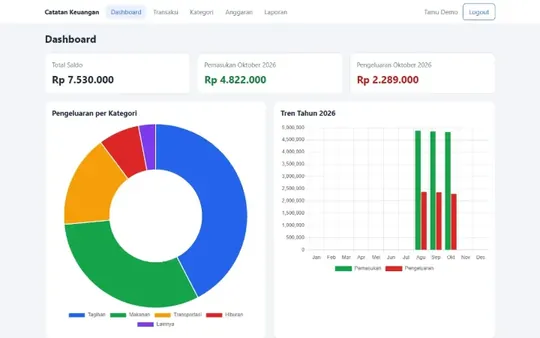 Catatan Keuangan Dashboard Transaksi Kategori Anggaran Laporan Tamu Demo Logout
Dashboard
Total Saldo
Rp 7.530.000
Pemasukan Oktober 2026
Rp 4.822.000
Pengeluaran Oktober 2026
Rp 2.289.000
Pengeluaran per Kategori
Tagihan Makanan Transportasi Hiburan
Lainnya
Tren Tahun 2026
5,000,000
4,500,000
4,000,000
3,500,000
3,000,000
2,500,000
2,000,000
1,500,000
1,000,000
500,000
0
Jan Feb Mar Apr Mei Jun Jul Agu Sep Okt Nov Des
Pemasukan Pengeluaran